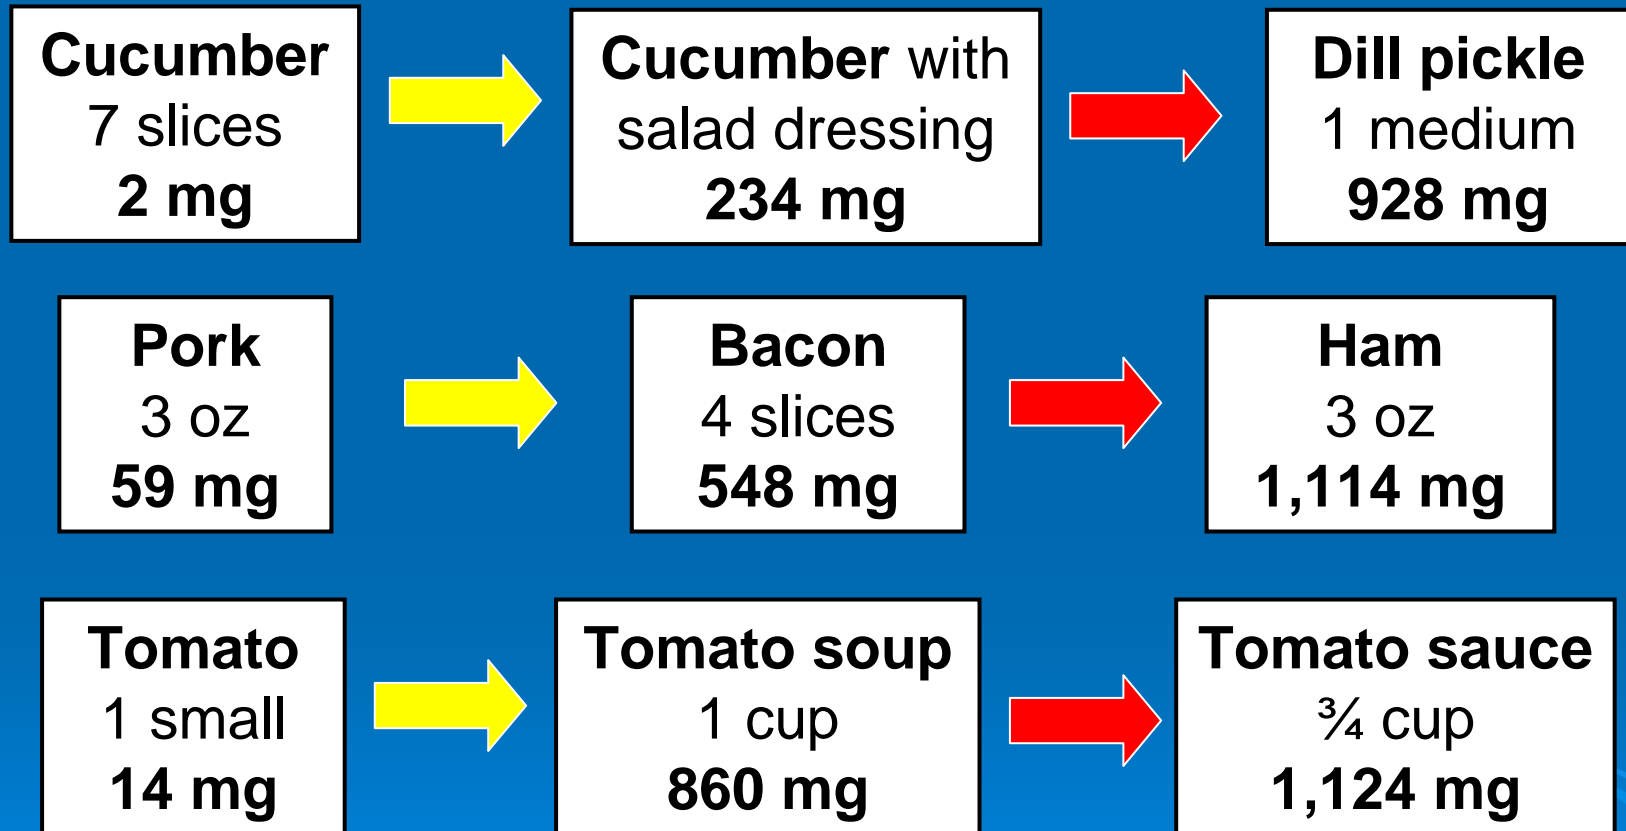 Cucumber
7 slices
2 mg
Cucumber with
salad dressing
234 mg
Dill pickle
1 medium
928 mg
Pork
3 oz
59 mg
Bacon
4 slices
548 mg
Ham
3 oz
1,114 mg
Tomato
1 small
14 mg
Tomato soup
1 cup
860 mg
Tomato sauce
¾ cup
1,124 mg